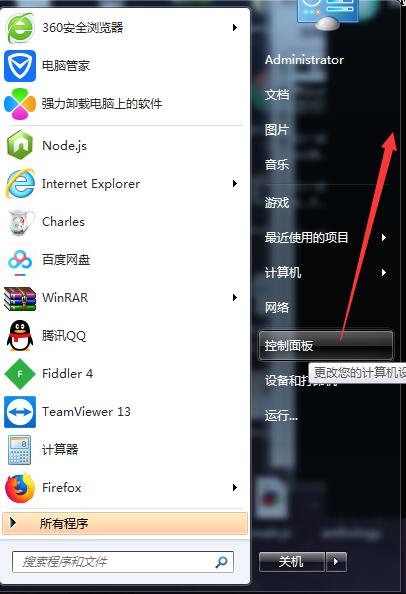 360安全浏览器
电脑管家
强力卸载电脑上的软件
Node.js
Internet Explorer
Charles
百度网盘
WinRAR
腾讯QQ
Fiddler 4
TeamViewer 13
计算器
Firefox
所有程序
搜索程序和文件
Administrator
文档
图片
音乐
游戏
最近使用的项目
计算机
网络
控制面板
更改您的计算机设
设备和打印机
运行...
关机